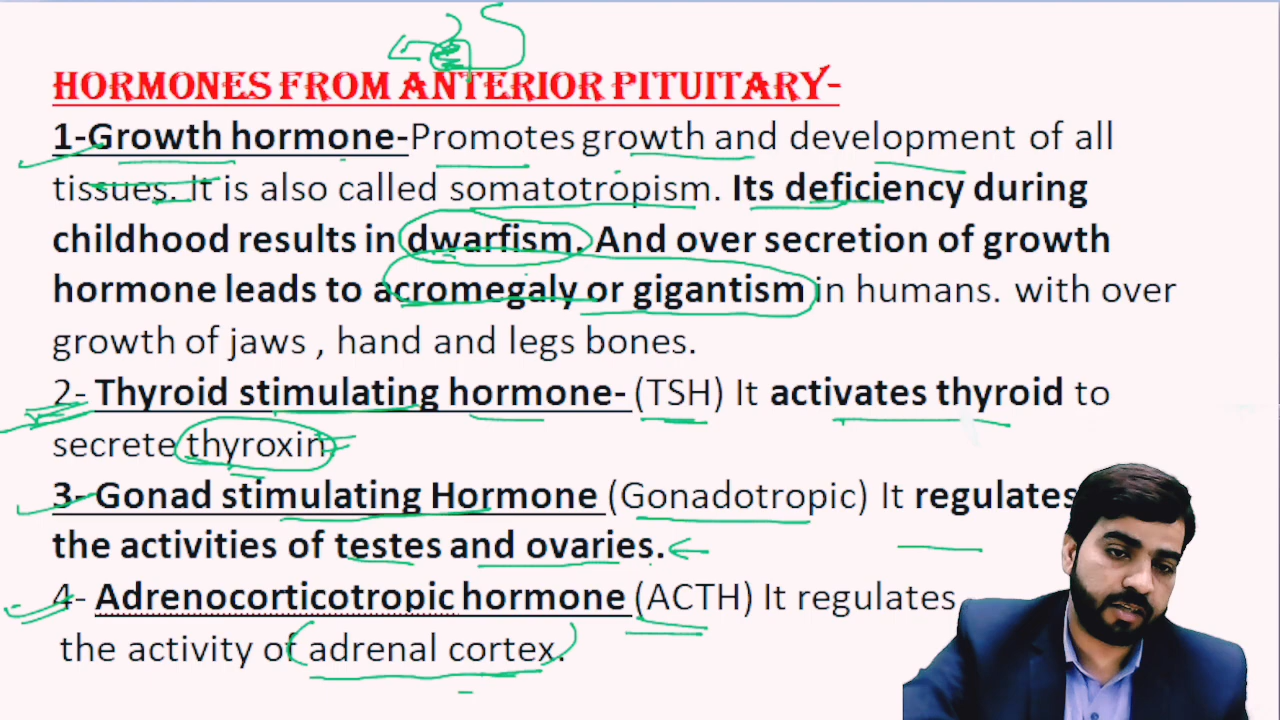 HORMONES FROM ANTERIOR PITUITARY-
1-Growth hormone-Promotes growth and development of all
tissues. It is also called somatotropism. Its deficiency during
childhood results in dwarfism. And over secretion of growth
hormone leads to acromegaly or gigantism in humans. with over
growth of jaws , hand and legs bones.
2- Thyroid stimulating hormone- (TSH) It activates thyroid to
secrete thyroxin.
3- Gonad stimulating Hormone (Gonadotropic) It regulates
the activities of testes and ovaries.
4- Adrenocorticotropic hormone (ACTH) It regulates
the activity of adrenal cortex.